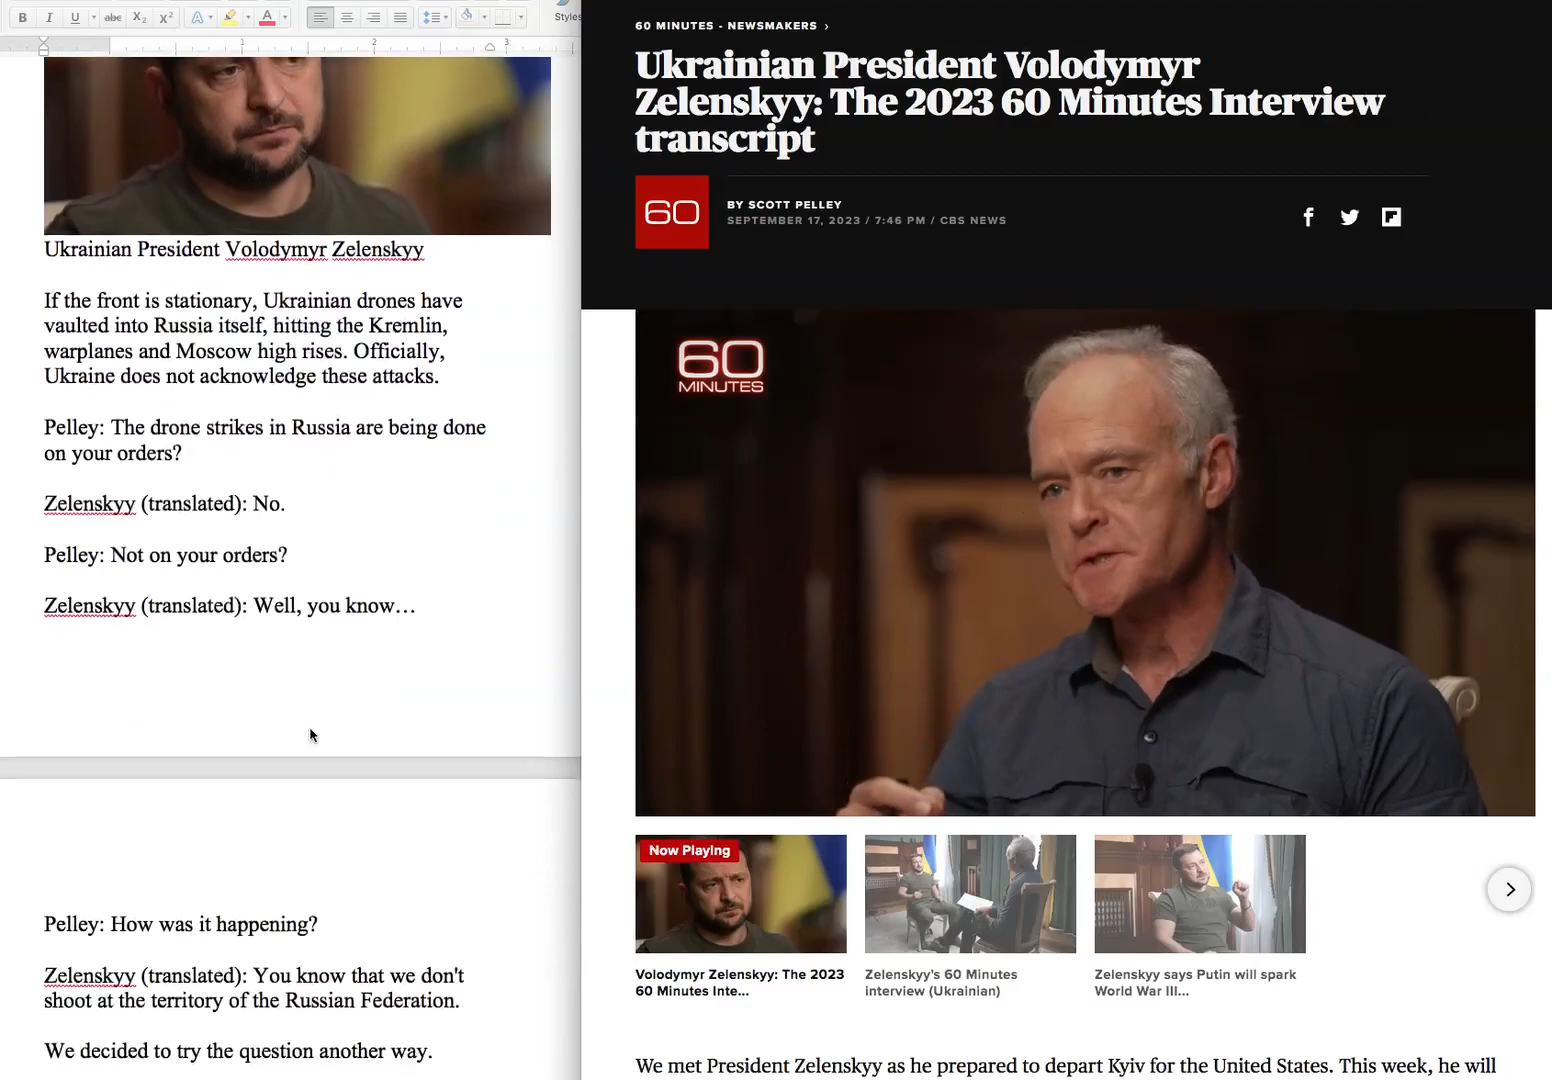 B I U abc X₂ X² A A
Styles
1 2 3
Ukrainian President Volodymyr Zelenskyy
If the front is stationary, Ukrainian drones have
vaulted into Russia itself, hitting the Kremlin,
warplanes and Moscow high rises. Officially,
Ukraine does not acknowledge these attacks.
Pelley: The drone strikes in Russia are being done
on your orders?
Zelenskyy (translated): No.
Pelley: Not on your orders?
Zelenskyy (translated): Well, you know…
Pelley: How was it happening?
Zelenskyy (translated): You know that we don't
shoot at the territory of the Russian Federation.
We decided to try the question another way.
60 MINUTES - NEWSMAKERS ›
Ukrainian President Volodymyr
Zelenskyy: The 2023 60 Minutes Interview
transcript
60
BY SCOTT PELLEY
SEPTEMBER 17, 2023 / 7:46 PM / CBS NEWS
60
MINUTES
Now Playing
Volodymyr Zelenskyy: The 2023
60 Minutes Inte...
Zelenskyy's 60 Minutes
interview (Ukrainian)
Zelenskyy says Putin will spark
World War III...
We met President Zelenskyy as he prepared to depart Kyiv for the United States. This week, he will